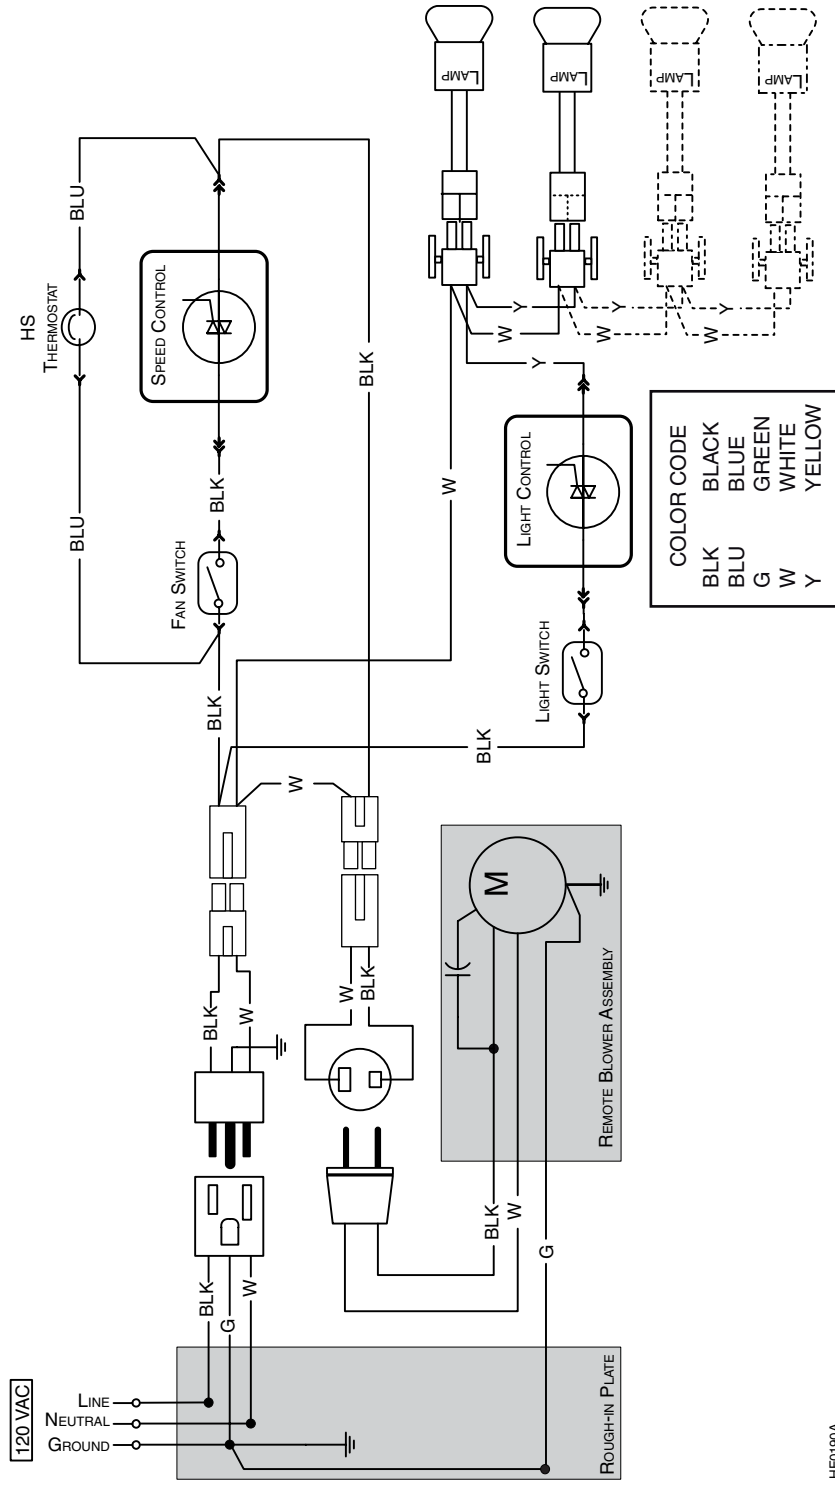 120 VAC
LINE
NEUTRAL
GROUND
ROUGH-IN PLATE
BLK
G
W
BLK
W
G
REMOTE BLOWER ASSEMBLY
M
BLK
W
W
BLK
W
BLK
BLK
W
BLK
FAN SWITCH
BLK
SPEED CONTROL
BLU
BLU
HS
THERMOSTAT
LIGHT SWITCH
LIGHT CONTROL
Y
W
Y
W
Y
W
Y
LAMP
LAMP
LAMP
LAMP
COLOR CODE
BLK BLACK
BLU BLUE
G GREEN
W WHITE
Y YELLOW